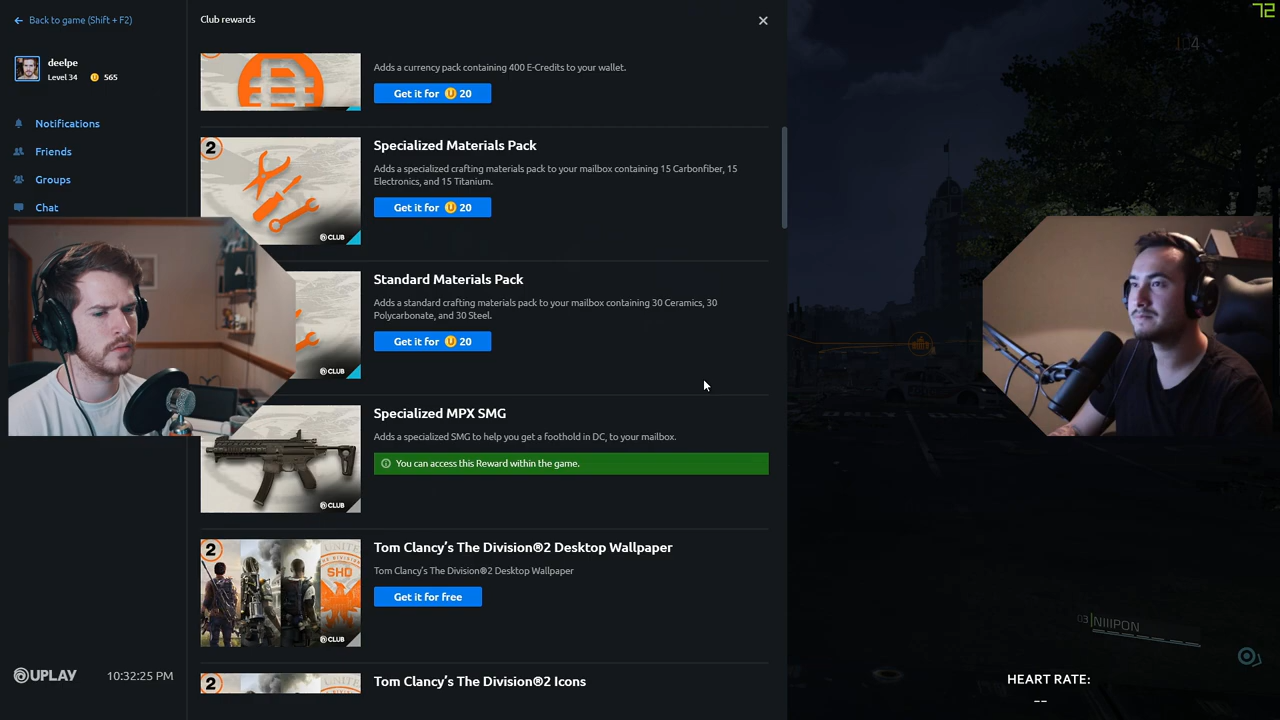 Back to game (Shift + F2)
Club rewards
72
deelpe
Level 34
565
Adds a currency pack containing 400 E-Credits to your wallet.
Get it for 20
Notifications
Friends
Groups
Chat
2
Specialized Materials Pack
Adds a specialized crafting materials pack to your mailbox containing 15 Carbonfiber, 15
Electronics, and 15 Titanium.
Get it for 20
CLUB
Standard Materials Pack
Adds a standard crafting materials pack to your mailbox containing 30 Ceramics, 30
Polycarbonate, and 30 Steel.
Get it for 20
CLUB
Specialized MPX SMG
Adds a specialized SMG to help you get a foothold in DC, to your mailbox.
You can access this Reward within the game.
CLUB
2
SHD
Tom Clancy's The Division®2 Desktop Wallpaper
Tom Clancy's The Division®2 Desktop Wallpaper
Get it for free
CLUB
2
Tom Clancy's The Division®2 Icons
UPLAY
10:32:25 PM
03
NIIIPON
HEART RATE:
--